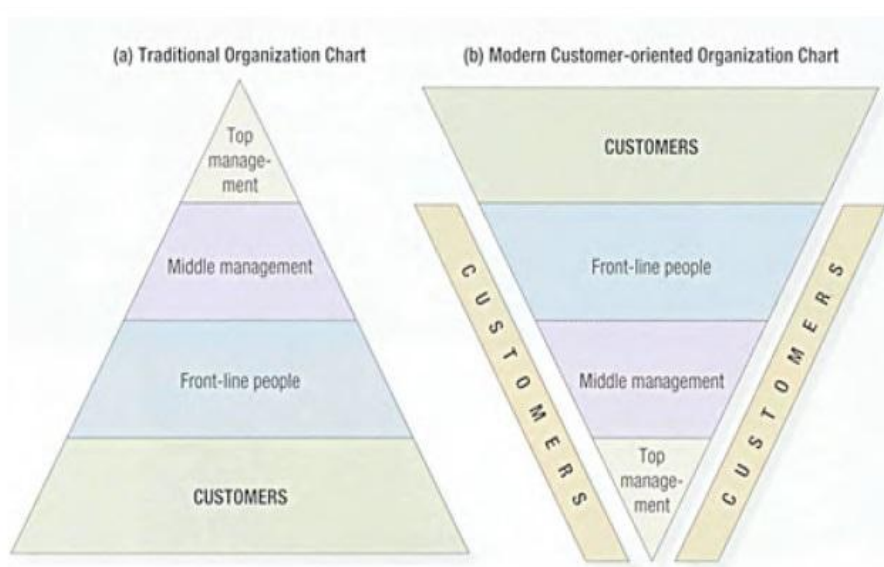 (a) Traditional Organization Chart
Top
manage-
ment
Middle management
Front-line people
CUSTOMERS
(b) Modern Customer-oriented Organization Chart
CUSTOMERS
Front-line people
Middle management
Top
manage-
ment
CUSTOMERS
CUSTOMERS